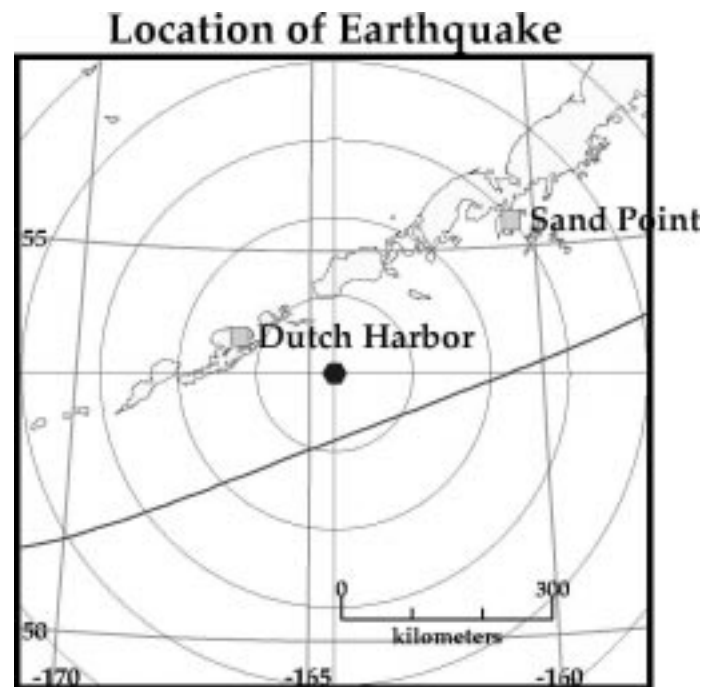 Location of Earthquake
Sand Point
55
Dutch Harbor
0 300
kilometers
50
-170 -165 -160